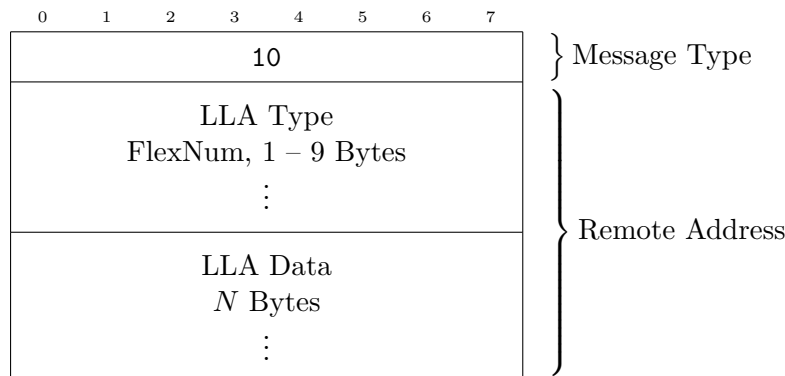 0 1 2 3 4 5 6 7
10
Message Type
LLA Type
FlexNum, 1 – 9 Bytes
⋮
Remote Address
LLA Data
N Bytes
⋮